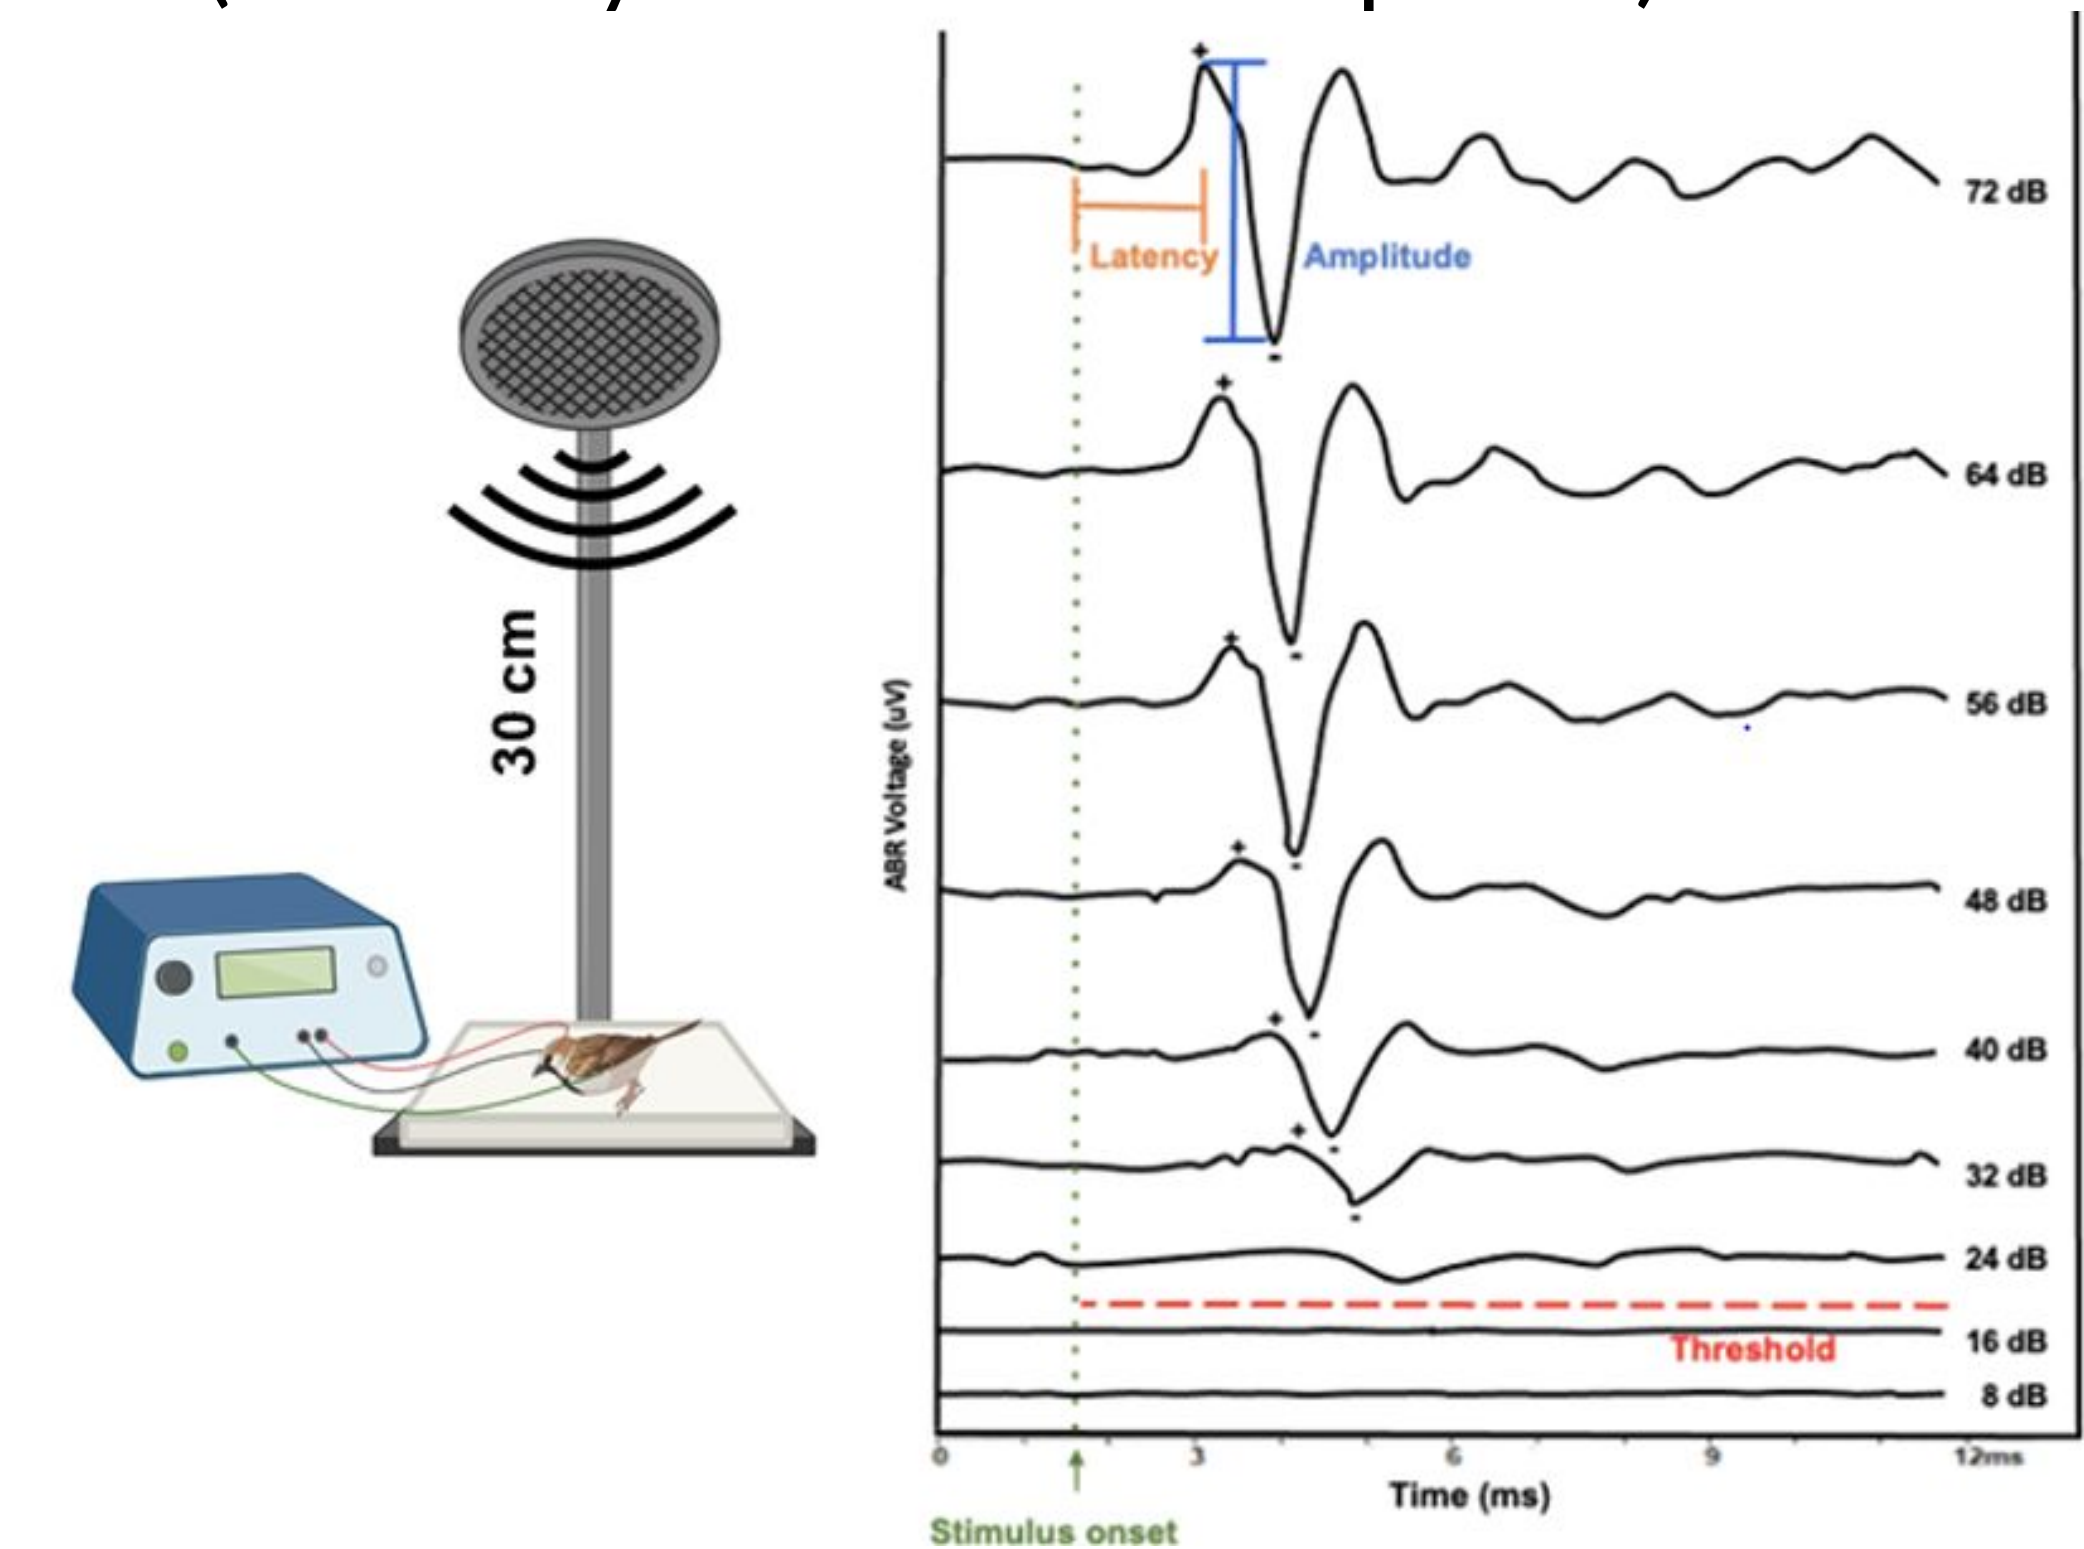 30 cm
ABR Voltage (uV)
+
Latency
Amplitude
-
72 dB
+
-
64 dB
+
-
56 dB
+
-
48 dB
+
-
40 dB
+
-
32 dB
24 dB
Threshold
16 dB
8 dB
0 3 6 9 12ms
Time (ms)
Stimulus onset